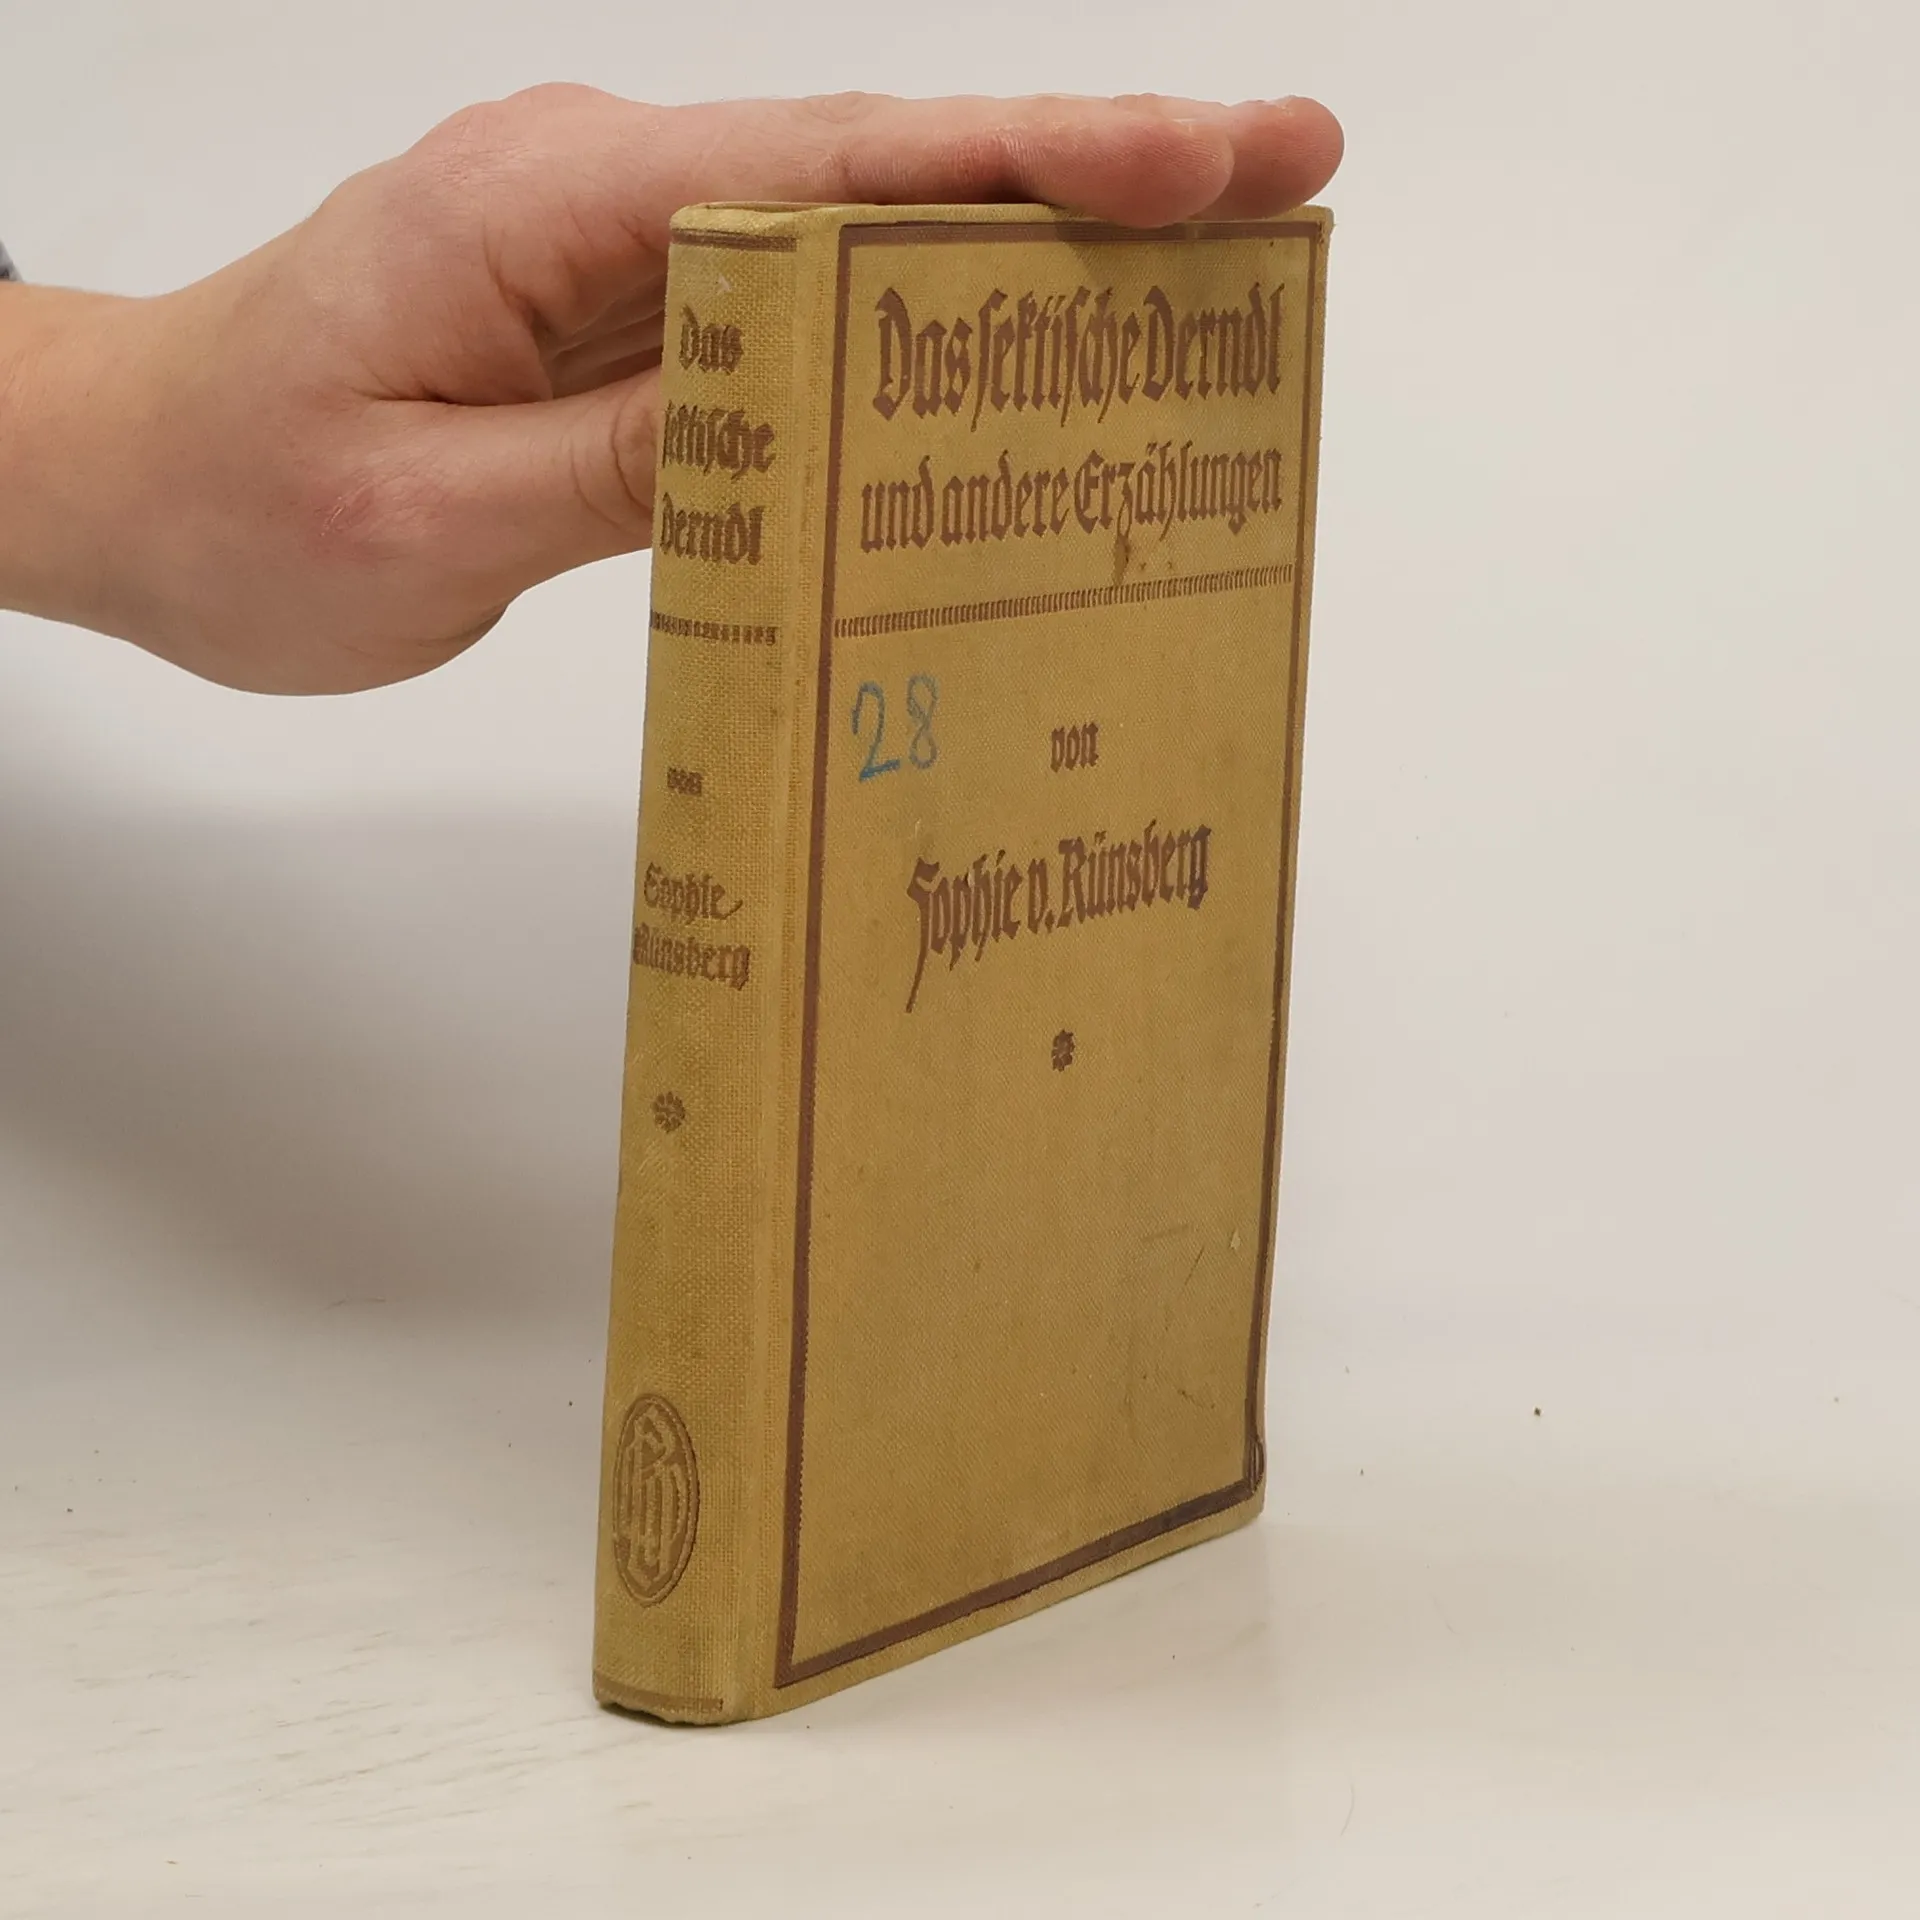 Das
sektische
Derndl
von
Sophie
v. Künsberg
Das sektische Derndl
und andere Erzählungen
28
von
Sophie v. Künsberg